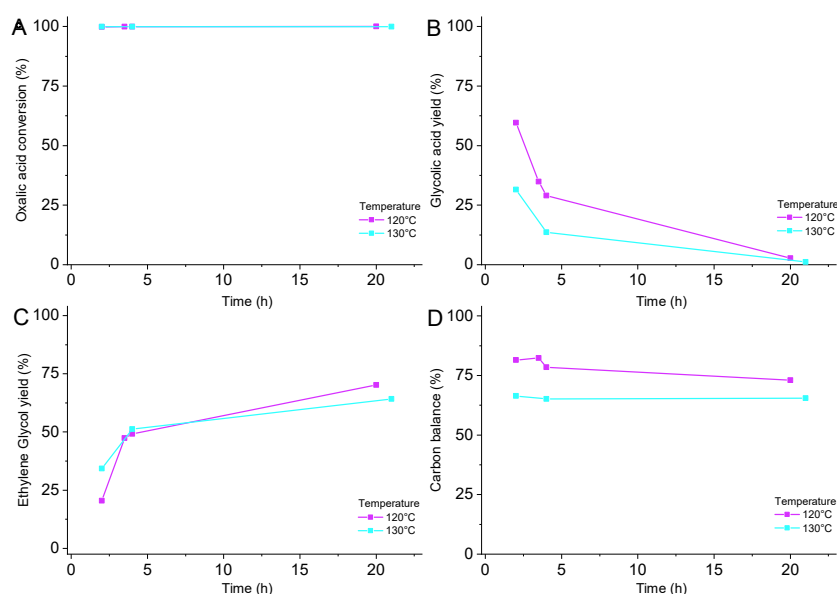 A
100
75
50
25
0
Oxalic acid conversion (%)
0 5 10 15 20
Time (h)
Temperature
120°C
130°C
B
100
75
50
25
0
Glycolic acid yield (%)
0 5 10 15 20
Time (h)
Temperature
120°C
130°C
C
100
75
50
25
0
Ethylene Glycol yield (%)
0 5 10 15 20
Time (h)
Temperature
120°C
130°C
D
100
75
50
25
0
Carbon balance (%)
0 5 10 15 20
Time (h)
Temperature
120°C
130°C